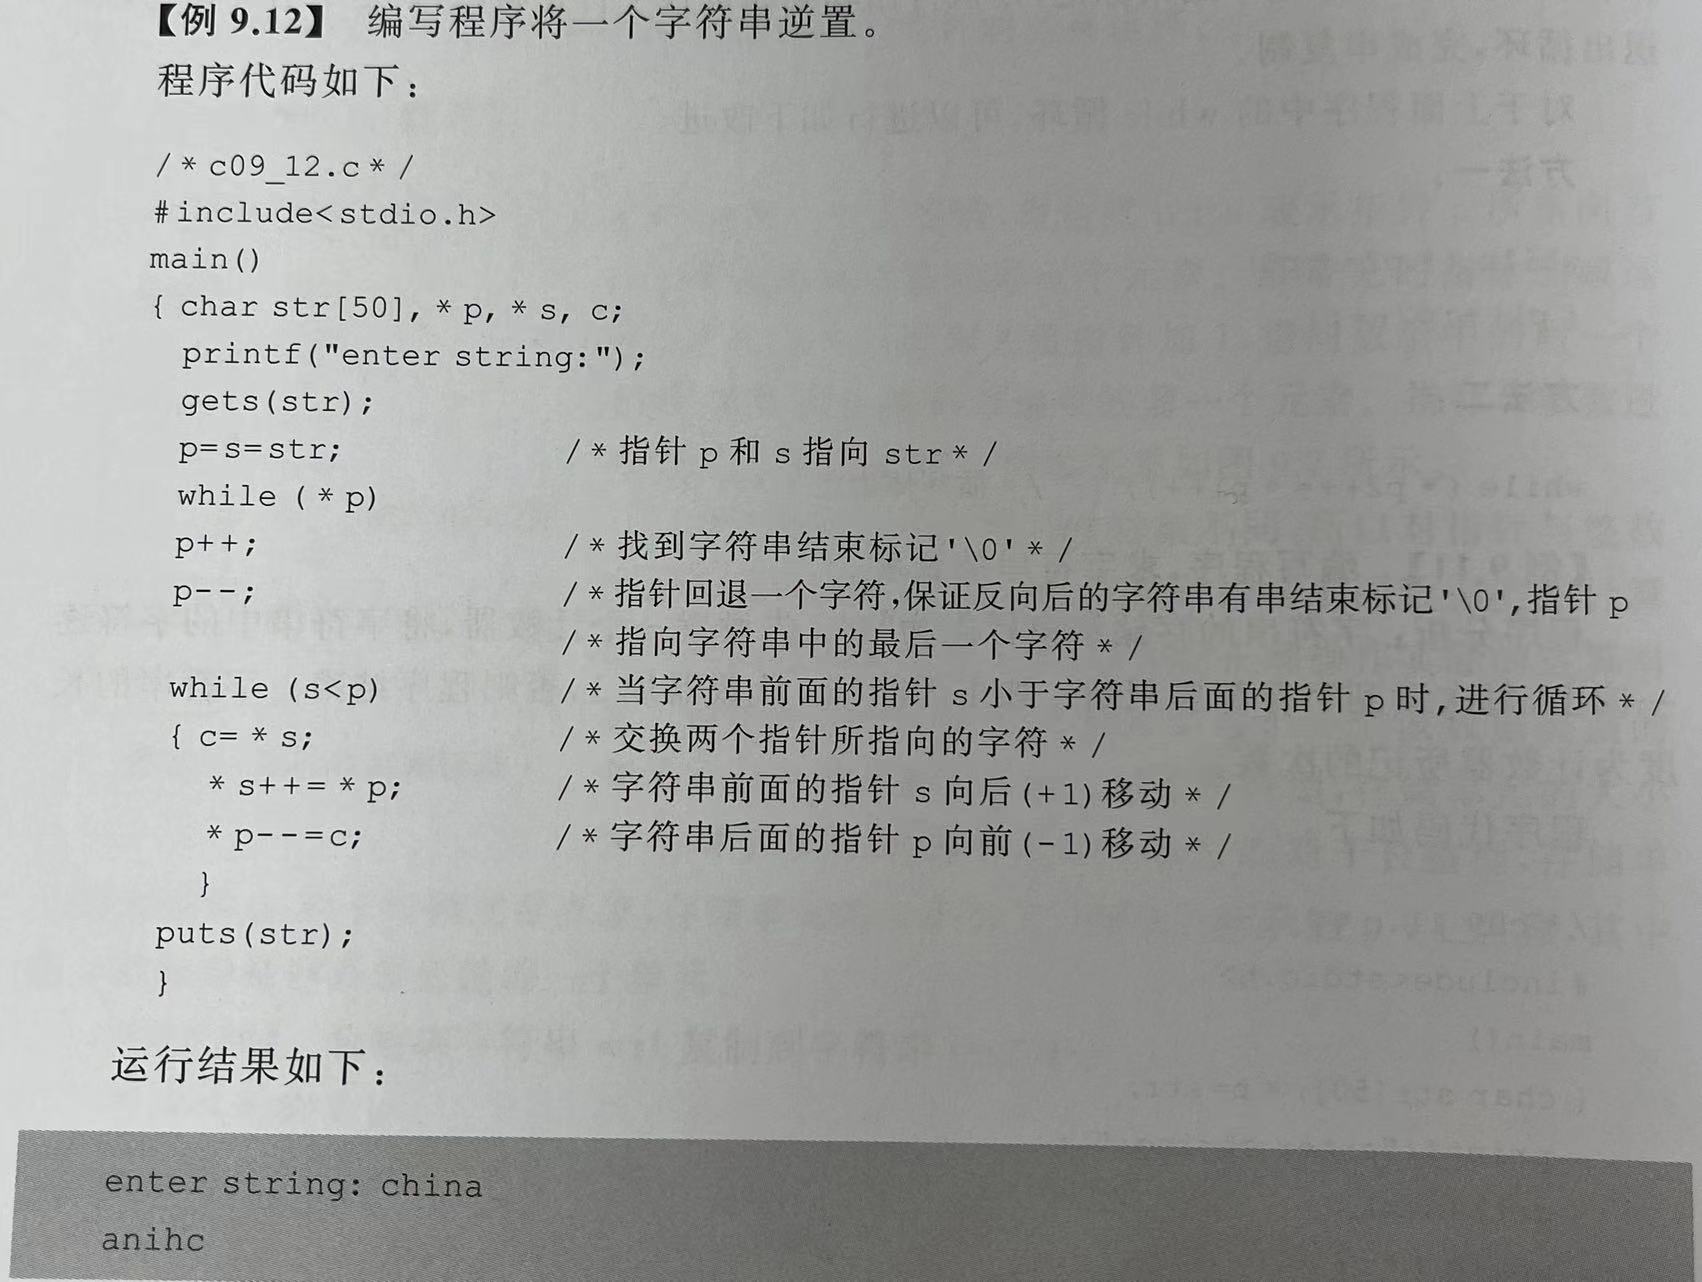 【例 9.12】 编写程序将一个字符串逆置。
程序代码如下：
/*c09_12.c*/
#include<stdio.h>
main()
{ char str[50],*p,*s, c;
printf("enter string:");
gets(str);
p=s=str; /*指针 p 和 s 指向 str*/
while (*p)
p++; /*找到字符串结束标记'\0'*/
p--; /*指针回退一个字符,保证反向后的字符串有串结束标记'\0',指针 p
/*指向字符串中的最后一个字符*/
while (s<p) /*当字符串前面的指针 s 小于字符串后面的指针 p 时,进行循环*/
{ c=*s; /*交换两个指针所指向的字符*/
*s++=*p; /*字符串前面的指针 s 向后(+1)移动*/
*p--=c; /*字符串后面的指针 p 向前(-1)移动*/
}
puts(str);
}
运行结果如下：
enter string: china
anihc